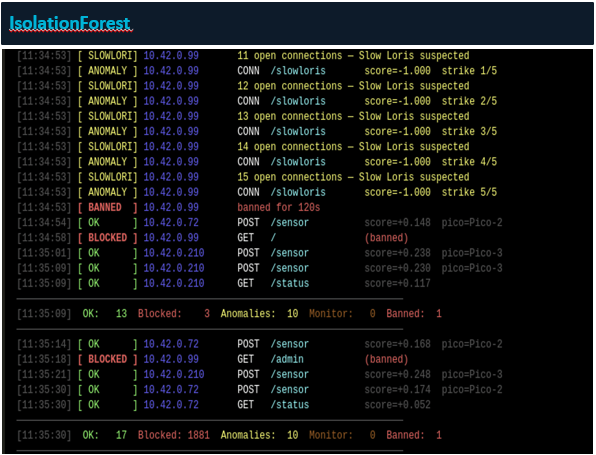 IsolationForest
[11:34:53] [ SLOWLORI] 10.42.0.99 11 open connections — Slow Loris suspected
[11:34:53] [ ANOMALY ] 10.42.0.99 CONN /slowloris score=-1.000 strike 1/5
[11:34:53] [ SLOWLORI] 10.42.0.99 12 open connections — Slow Loris suspected
[11:34:53] [ ANOMALY ] 10.42.0.99 CONN /slowloris score=-1.000 strike 2/5
[11:34:53] [ SLOWLORI] 10.42.0.99 13 open connections — Slow Loris suspected
[11:34:53] [ ANOMALY ] 10.42.0.99 CONN /slowloris score=-1.000 strike 3/5
[11:34:53] [ SLOWLORI] 10.42.0.99 14 open connections — Slow Loris suspected
[11:34:53] [ ANOMALY ] 10.42.0.99 CONN /slowloris score=-1.000 strike 4/5
[11:34:53] [ SLOWLORI] 10.42.0.99 15 open connections — Slow Loris suspected
[11:34:53] [ ANOMALY ] 10.42.0.99 CONN /slowloris score=-1.000 strike 5/5
[11:34:53] [ BANNED ] 10.42.0.99 banned for 120s
[11:34:54] [ OK ] 10.42.0.72 POST /sensor score=+0.148 pico=Pico-2
[11:34:58] [ BLOCKED ] 10.42.0.99 GET / (banned)
[11:35:01] [ OK ] 10.42.0.210 POST /sensor score=+0.238 pico=Pico-3
[11:35:09] [ OK ] 10.42.0.210 POST /sensor score=+0.230 pico=Pico-3
[11:35:09] [ OK ] 10.42.0.210 GET /status score=+0.117
[11:35:09] OK: 13 Blocked: 3 Anomalies: 10 Monitor: 0 Banned: 1
[11:35:14] [ OK ] 10.42.0.72 POST /sensor score=+0.168 pico=Pico-2
[11:35:18] [ BLOCKED ] 10.42.0.99 GET /admin (banned)
[11:35:21] [ OK ] 10.42.0.210 POST /sensor score=+0.248 pico=Pico-3
[11:35:30] [ OK ] 10.42.0.72 POST /sensor score=+0.174 pico=Pico-2
[11:35:30] [ OK ] 10.42.0.72 GET /status score=+0.052
[11:35:30] OK: 17 Blocked: 1881 Anomalies: 10 Monitor: 0 Banned: 1